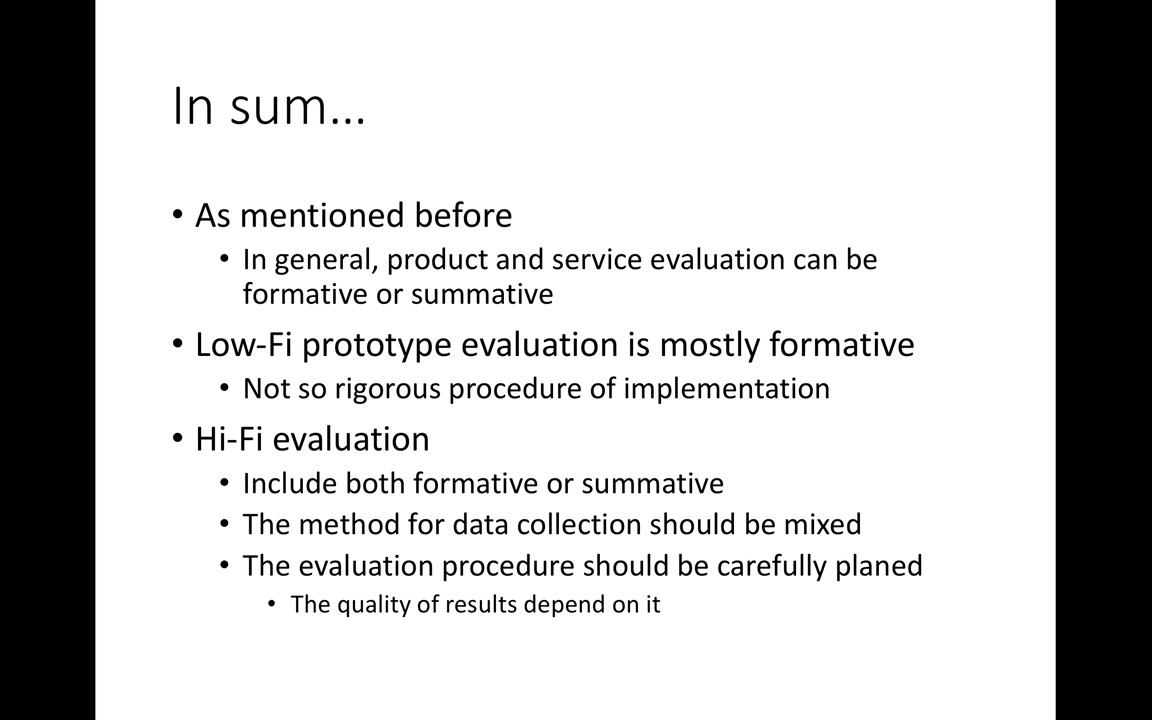 In sum…
• As mentioned before
• In general, product and service evaluation can be
formative or summative
• Low-Fi prototype evaluation is mostly formative
• Not so rigorous procedure of implementation
• Hi-Fi evaluation
• Include both formative or summative
• The method for data collection should be mixed
• The evaluation procedure should be carefully planed
• The quality of results depend on it